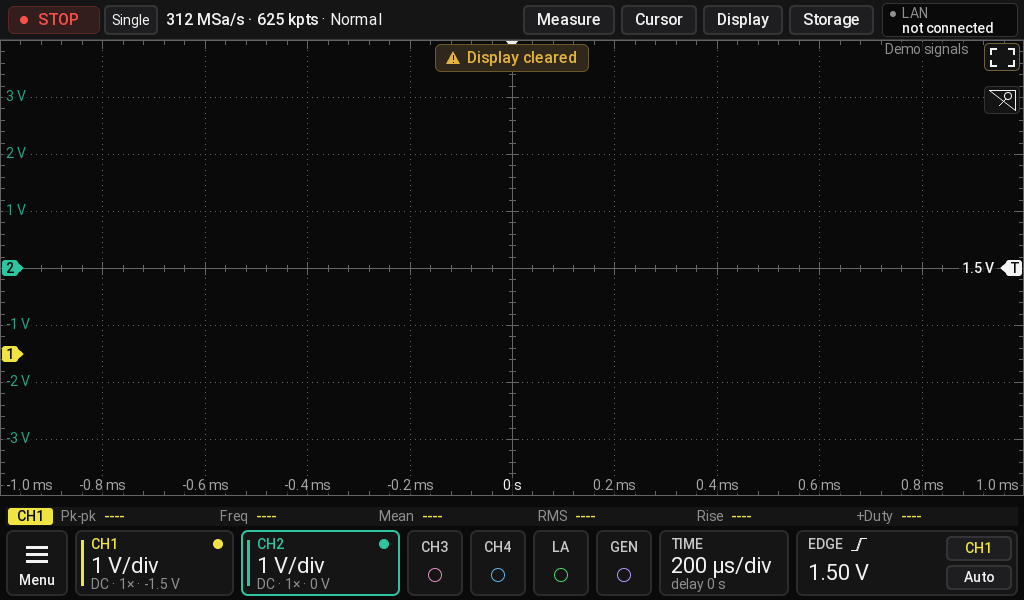 STOP
Single
312 MSa/s · 625 kpts · Normal
Measure
Cursor
Display
Storage
LAN
not connected
Display cleared
Demo signals
3 V
2 V
1 V
2
1.5 V
T
-1 V
1
-2 V
-3 V
-1.0 ms
-0.8 ms
-0.6 ms
-0.4 ms
-0.2 ms
0 s
0.2 ms
0.4 ms
0.6 ms
0.8 ms
1.0 ms
CH1
Pk-pk ----
Freq ----
Mean ----
RMS ----
Rise ----
+Duty ----
Menu
CH1
1 V/div
DC · 1× · -1.5 V
CH2
1 V/div
DC · 1× · 0 V
CH3
CH4
LA
GEN
TIME
200 µs/div
delay 0 s
EDGE
1.50 V
CH1
Auto